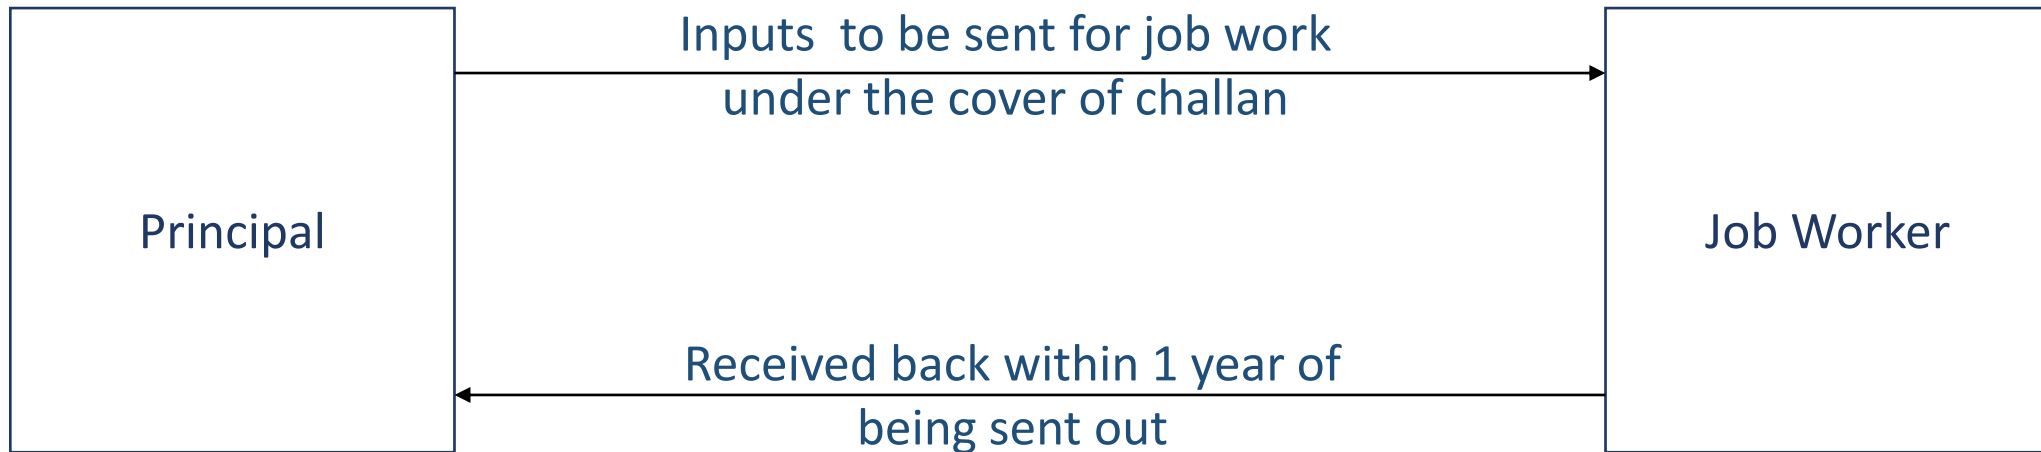 Inputs  to be sent for job work
under the cover of challan
Principal
Job Worker
Received back within 1 year of
being sent out